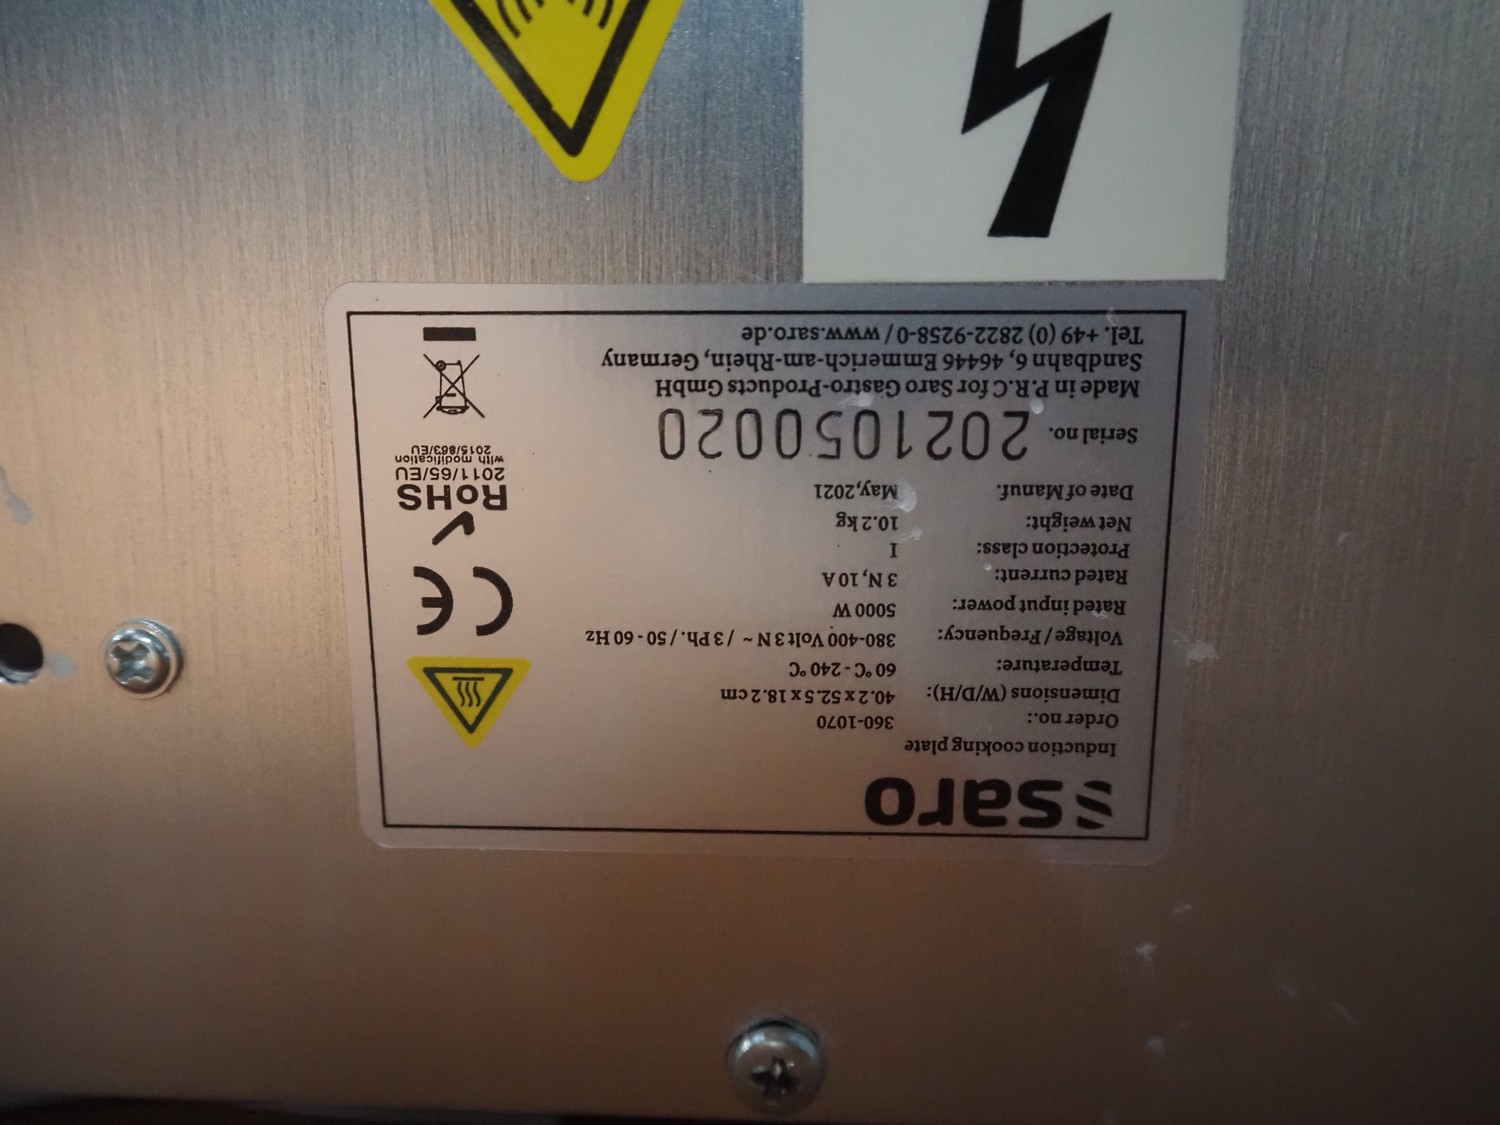 saro
Induction cooking plate
Order no.: 360-1070
Dimensions (W/D/H): 40.2 x 52.5 x 18.2 cm
Temperature: 60 °C - 240 °C
Voltage / Frequency: 380-400 Volt 3 N ~ / 3 Ph. / 50 - 60 Hz
Rated input power: 5000 W
Rated current: 3 N, 10 A
Protection class: I
Net weight: 10.2 kg
Date of Manuf. May,2021
Serial no. 2021050020
Made in P.R.C for Saro Gastro-Products GmbH
Sandbahn 6, 46446 Emmerich-am-Rhein, Germany
Tel. +49 (0) 2822-9258-0 / www.saro.de
CE
RoHS
2011/65/EU
with modification
2015/863/EU